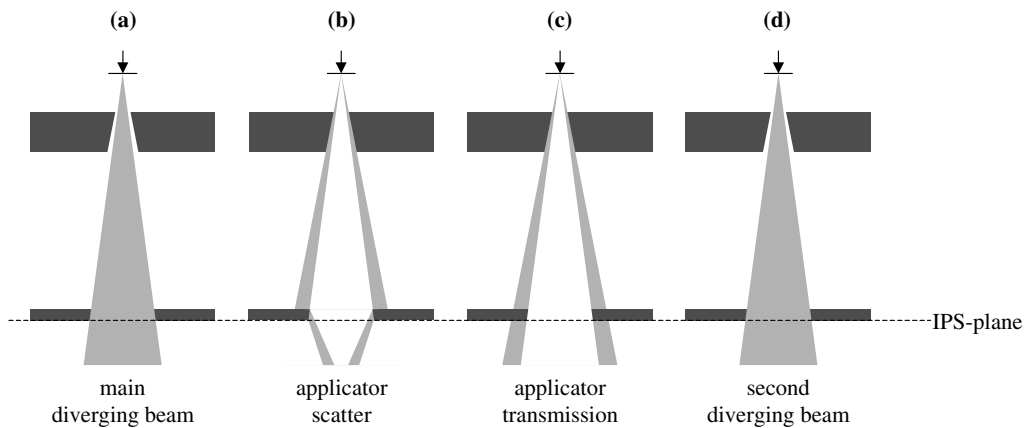 (a) (b) (c) (d)
IPS-plane
main applicator applicator second
diverging beam scatter transmission diverging beam